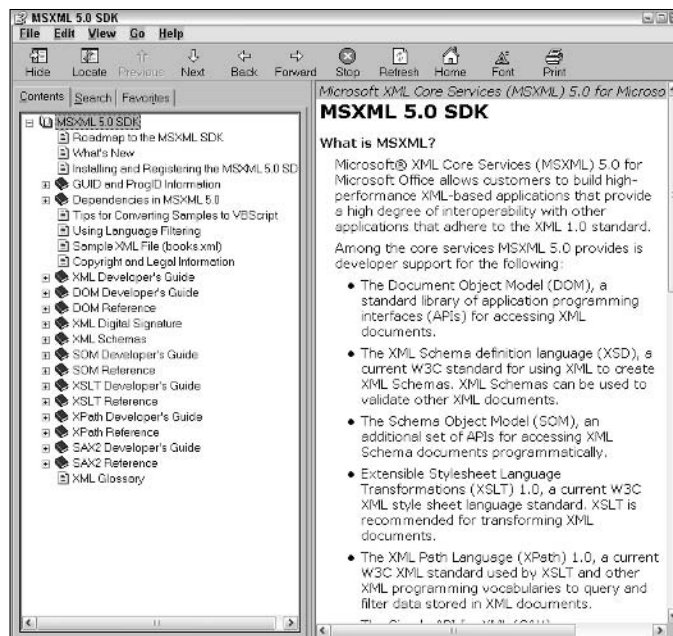 MSXML 5.0 SDK
File Edit View Go Help
Hide Locate Previous Next Back Forward Stop Refresh Home Font Print
Contents Search Favorites
MSXML 5.0 SDK
Roadmap to the MSXML SDK
What's New
Installing and Registering the MSXML 5.0 SD
GUID and ProgID Information
Dependencies in MSXML 5.0
Tips for Converting Samples to VBScript
Using Language Filtering
Sample XML File (books.xml)
Copyright and Legal Information
XML Developer's Guide
DOM Developer's Guide
DOM Reference
XML Digital Signature
XML Schemas
SOM Developer's Guide
SOM Reference
XSLT Developer's Guide
XSLT Reference
XPath Developer's Guide
XPath Reference
SAX2 Developer's Guide
SAX2 Reference
XML Glossary
Microsoft XML Core Services (MSXML) 5.0 for Microso
MSXML 5.0 SDK
What is MSXML?
Microsoft® XML Core Services (MSXML) 5.0 for
Microsoft Office allows customers to build high-
performance XML-based applications that provide
a high degree of interoperability with other
applications that adhere to the XML 1.0 standard.
Among the core services MSXML 5.0 provides is
developer support for the following:
• The Document Object Model (DOM), a
standard library of application programming
interfaces (APIs) for accessing XML
documents.
• The XML Schema definition language (XSD), a
current W3C standard for using XML to create
XML Schemas. XML Schemas can be used to
validate other XML documents.
• The Schema Object Model (SOM), an
additional set of APIs for accessing XML
Schema documents programmatically.
• Extensible Stylesheet Language
Transformations (XSLT) 1.0, a current W3C
XML style sheet language standard. XSLT is
recommended for transforming XML
documents.
• The XML Path Language (XPath) 1.0, a current
W3C XML standard used by XSLT and other
XML programming vocabularies to query and
filter data stored in XML documents.